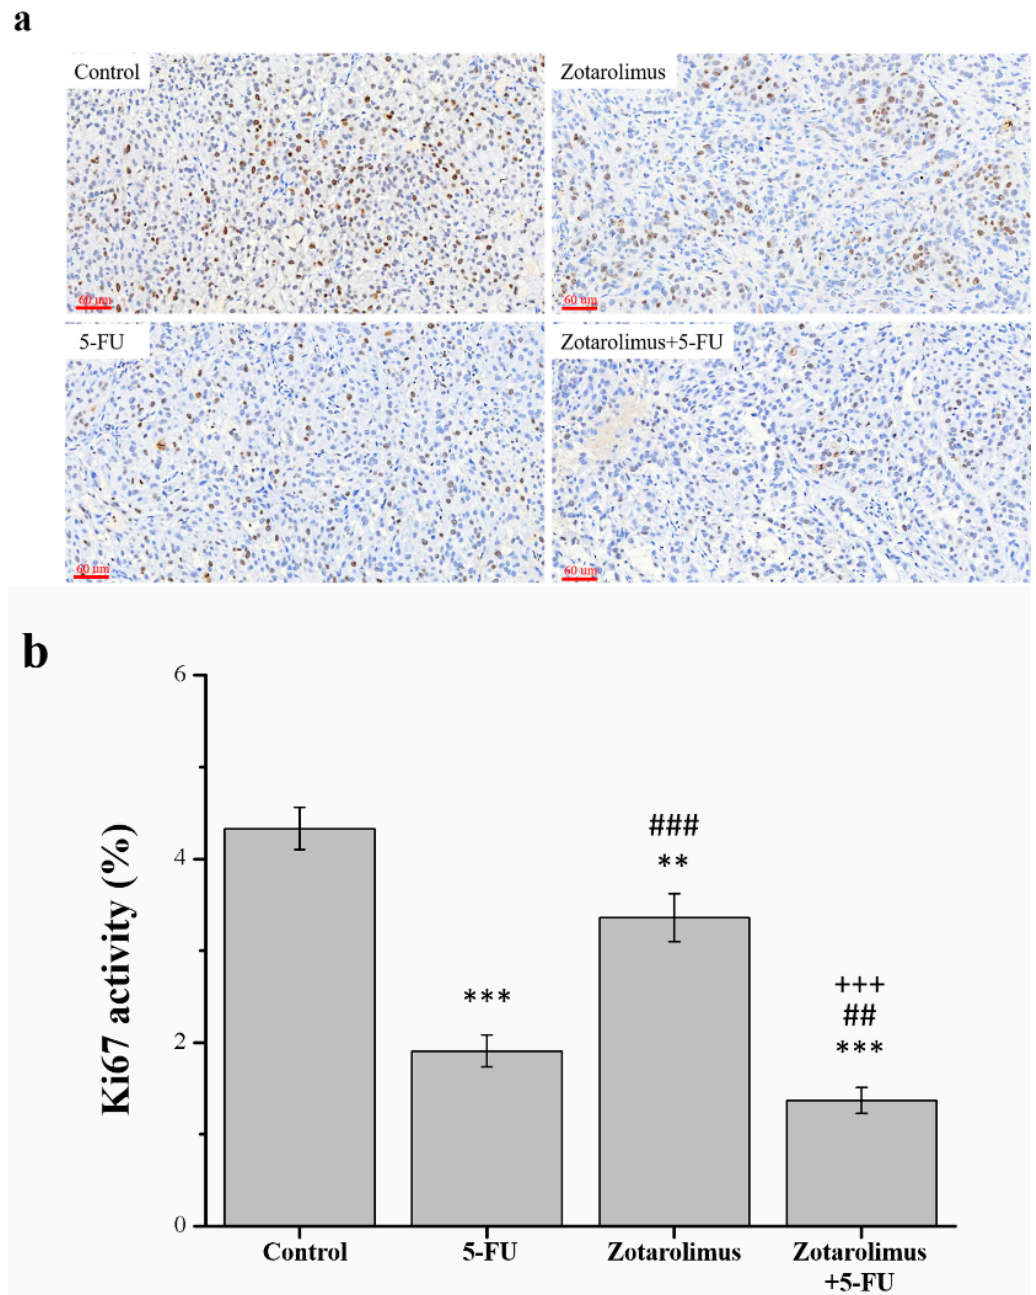 a
Control
Zotarolimus
60 um
60 um
5-FU
Zotarolimus+5-FU
60 um
60 um
b
Ki67 activity (%)
6
4
2
0
###
**
***
+++
##
***
Control
5-FU
Zotarolimus
Zotarolimus
+5-FU